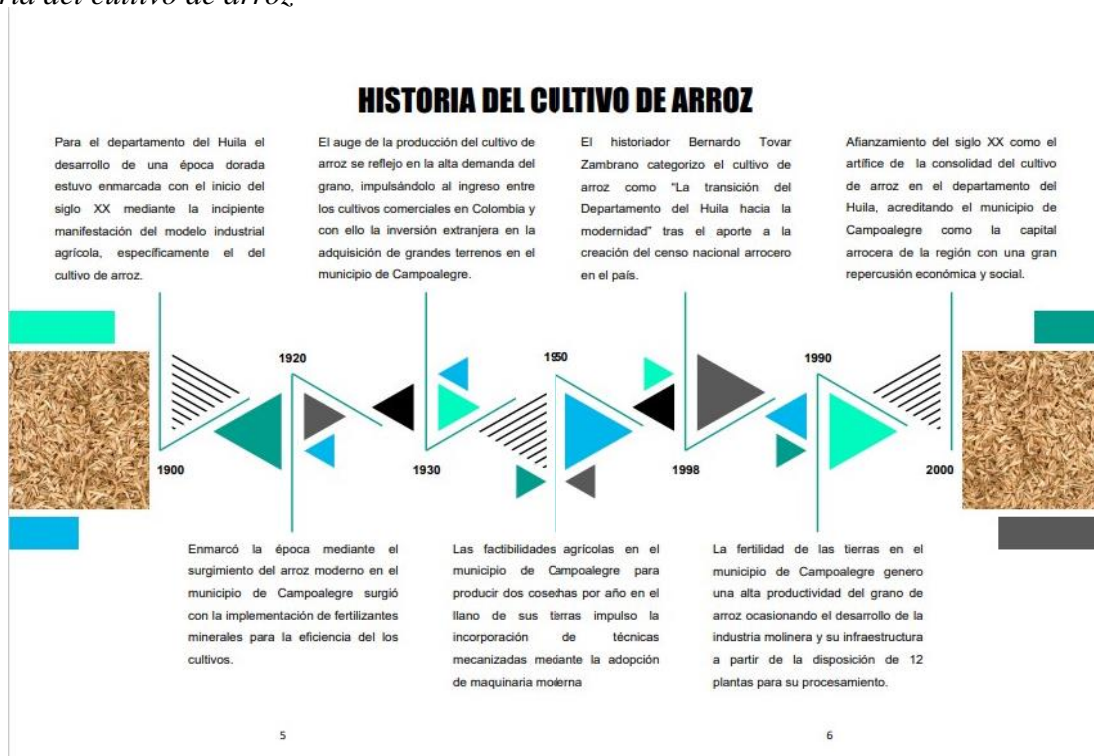 ria del cultivo de arroz
HISTORIA DEL CULTIVO DE ARROZ
Para el departamento del Huila el
desarrollo de una época dorada
estuvo enmarcada con el inicio del
siglo XX mediante la incipiente
manifestación del modelo industrial
agrícola, específicamente el del
cultivo de arroz.
El auge de la producción del cultivo de
arroz se reflejo en la alta demanda del
grano, impulsándolo al ingreso entre
los cultivos comerciales en Colombia y
con ello la inversión extranjera en la
adquisición de grandes terrenos en el
municipio de Campoalegre.
El historiador Bernardo Tovar
Zambrano categorizo el cultivo de
arroz como “La transición del
Departamento del Huila hacia la
modernidad” tras el aporte a la
creación del censo nacional arrocero
en el país.
Afianzamiento del siglo XX como el
artífice de la consolidad del cultivo
de arroz en el departamento del
Huila, acreditando el municipio de
Campoalegre como la capital
arrocera de la región con una gran
repercusión económica y social.
1920
1950
1990
1900
1930
1998
2000
Enmarcó la época mediante el
surgimiento del arroz moderno en el
municipio de Campoalegre surgió
con la implementación de fertilizantes
minerales para la eficiencia del los
cultivos.
Las factibilidades agrícolas en el
municipio de Campoalegre para
producir dos cosechas por año en el
llano de sus tierras impulso la
incorporación de técnicas
mecanizadas mediante la adopción
de maquinaria moderna
La fertilidad de las tierras en el
municipio de Campoalegre genero
una alta productividad del grano de
arroz ocasionando el desarrollo de la
industria molinera y su infraestructura
a partir de la disposición de 12
plantas para su procesamiento.
5
6